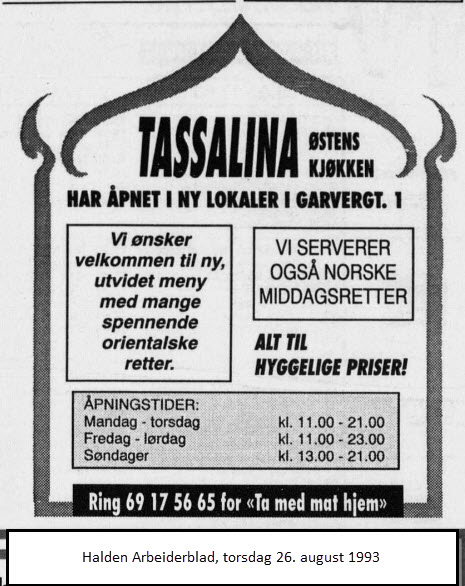 TASSALINA ØSTENS
KJØKKEN
HAR ÅPNET I NY LOKALER I GARVERGT. 1
Vi ønsker
velkommen til ny,
utvidet meny
med mange
spennende
orientalske
retter.
VI SERVERER
OGSÅ NORSKE
MIDDAGSRETTER
ALT TIL
HYGGELIGE PRISER!
ÅPNINGSTIDER:
Mandag - torsdag kl. 11.00 - 21.00
Fredag - lørdag kl. 11.00 - 23.00
Søndager kl. 13.00 - 21.00
Ring 69 17 56 65 for «Ta med mat hjem»
Halden Arbeiderblad, torsdag 26. august 1993